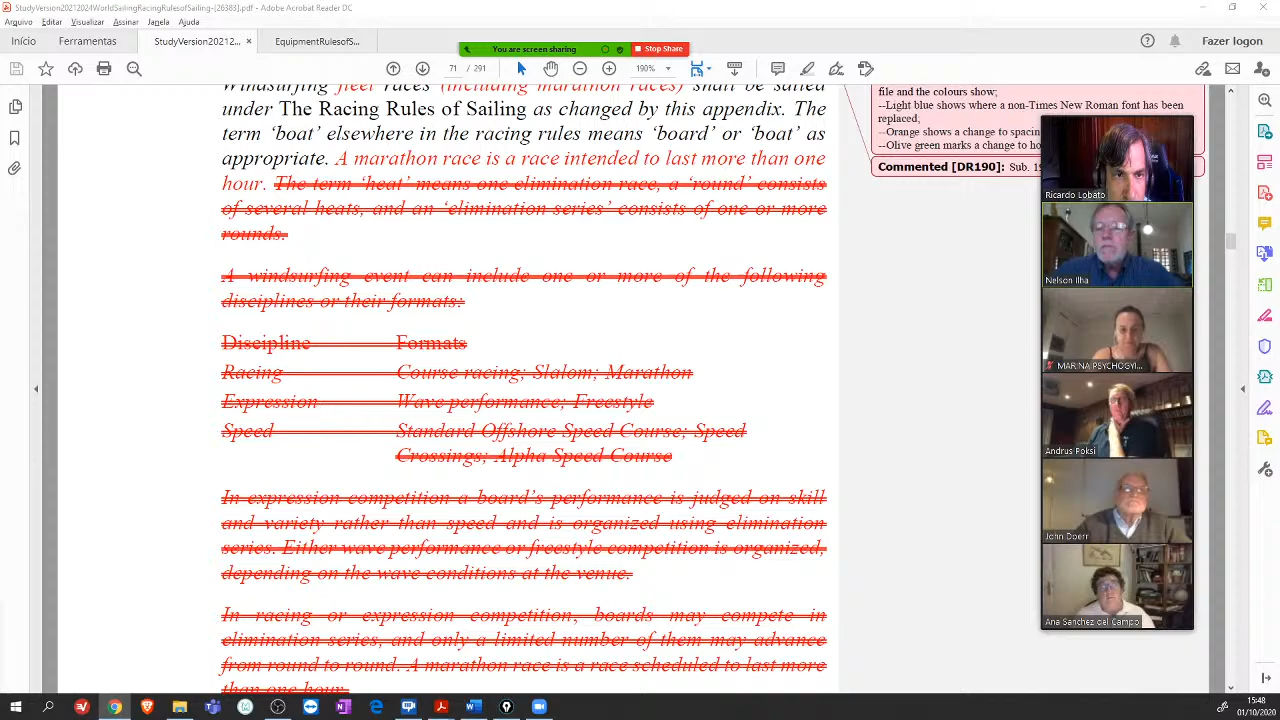 StudyVersion20212024WorldSailingRacingRulesofSailing-[26383].pdf - Adobe Acrobat Reader DC
Arquivo Editar Visualizar Assinar Janela Ajuda
Início Ferramentas StudyVersion20212... × EquipmentRulesofS... Fazer logon
You are screen sharing Stop Share
71 / 291 190%
Windsurfing fleet races (including marathon races) shall be sailed
under The Racing Rules of Sailing as changed by this appendix. The
term ‘boat’ elsewhere in the racing rules means ‘board’ or ‘boat’ as
appropriate. A marathon race is a race intended to last more than one
hour. The term ‘heat’ means one elimination race, a ‘round’ consists
of several heats, and an ‘elimination series’ consists of one or more
rounds.
A windsurfing event can include one or more of the following
disciplines or their formats:
Discipline Formats
Racing Course racing; Slalom; Marathon
Expression Wave performance; Freestyle
Speed Standard Offshore Speed Course; Speed
Crossings; Alpha Speed Course
In expression competition a board’s performance is judged on skill
and variety rather than speed and is organized using elimination
series. Either wave performance or freestyle competition is organized,
depending on the wave conditions at the venue.
In racing or expression competition, boards may compete in
elimination series, and only a limited number of them may advance
from round to round. A marathon race is a race scheduled to last more
than one hour.
file and the colours show;
--Light blue shows where a non-Times New Roman font has been
replaced;
--Orange shows a change to spacin
--Olive green marks a change to ho
Commented [DR190]: Sub. 19
Ricardo Lobato
Nelson Ilha
MARINA PSYCHOGYI...
Andrus Poksi
John Doerr
Ana Sanchez del Campo
15:48
01/10/2020